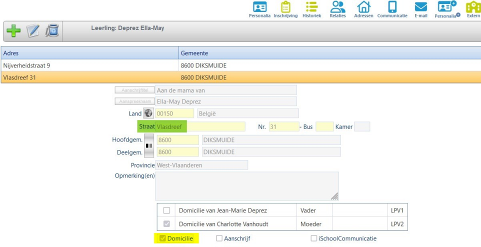 Personalia Inschrijving Historiek Relaties Adressen Communicatie E-mail Personalia Extern
Leerling: Deprez Ella-May
Adres Gemeente
Nijverheidstraat 9 8600 DIKSMUIDE
Vlasdreef 31 8600 DIKSMUIDE
Aan de mama van
Ella-May Deprez
Land 00150 België
Straat Vlasdreef Nr. 31 - Bus Kamer
Hoofdgem. 8600 DIKSMUIDE
Deelgem. 8600 DIKSMUIDE
Provincie West-Vlaanderen
Opmerking(en)
Domicilie van Jean-Marie Deprez Vader LPV1
Domicilie van Charlotte Vanhoudt Moeder LPV2
Domicilie Aanschrijf iSchoolCommunicatie